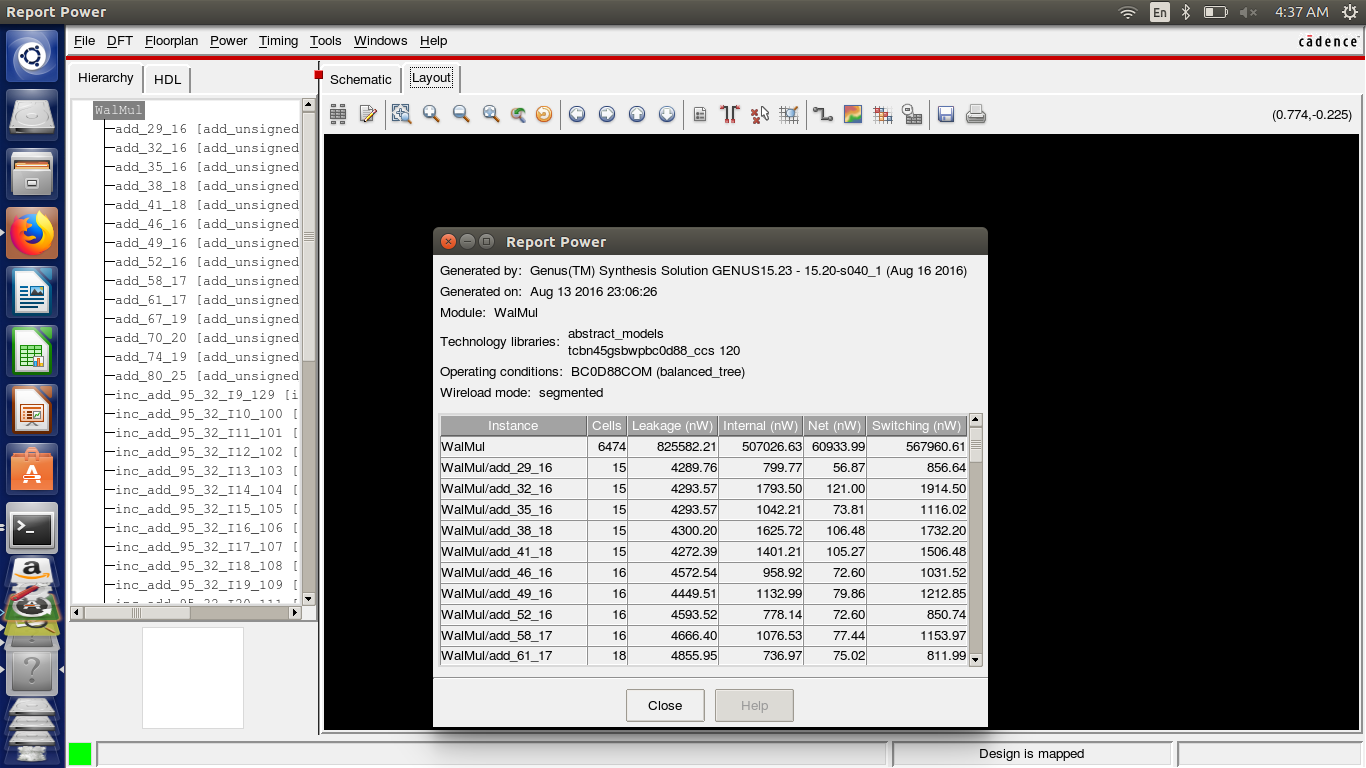 Report Power
En
4:37 AM
File DFT Floorplan Power Timing Tools Windows Help
cādence
Hierarchy HDL
Schematic Layout
(0.774,-0.225)
WalMul
add_29_16 [add_unsigned
add_32_16 [add_unsigned
add_35_16 [add_unsigned
add_38_18 [add_unsigned
add_41_18 [add_unsigned
add_46_16 [add_unsigned
add_49_16 [add_unsigned
add_52_16 [add_unsigned
add_58_17 [add_unsigned
add_61_17 [add_unsigned
add_67_19 [add_unsigned
add_70_20 [add_unsigned
add_74_19 [add_unsigned
add_80_25 [add_unsigned
inc_add_95_32_I9_129 [i
inc_add_95_32_I10_100 [
inc_add_95_32_I11_101 [
inc_add_95_32_I12_102 [
inc_add_95_32_I13_103 [
inc_add_95_32_I14_104 [
inc_add_95_32_I15_105 [
inc_add_95_32_I16_106 [
inc_add_95_32_I17_107 [
inc_add_95_32_I18_108 [
inc_add_95_32_I19_109 [
Report Power
Generated by: Genus(TM) Synthesis Solution GENUS15.23 - 15.20-s040_1 (Aug 16 2016)
Generated on: Aug 13 2016 23:06:26
Module: WalMul
Technology libraries: abstract_models
tcbn45gsbwpbc0d88_ccs 120
Operating conditions: BC0D88COM (balanced_tree)
Wireload mode: segmented
Instance Cells Leakage (nW) Internal (nW) Net (nW) Switching (nW)
WalMul 6474 825582.21 507026.63 60933.99 567960.61
WalMul/add_29_16 15 4289.76 799.77 56.87 856.64
WalMul/add_32_16 15 4293.57 1793.50 121.00 1914.50
WalMul/add_35_16 15 4293.57 1042.21 73.81 1116.02
WalMul/add_38_18 15 4300.20 1625.72 106.48 1732.20
WalMul/add_41_18 15 4272.39 1401.21 105.27 1506.48
WalMul/add_46_16 16 4572.54 958.92 72.60 1031.52
WalMul/add_49_16 16 4449.51 1132.99 79.86 1212.85
WalMul/add_52_16 16 4593.52 778.14 72.60 850.74
WalMul/add_58_17 16 4666.40 1076.53 77.44 1153.97
WalMul/add_61_17 18 4855.95 736.97 75.02 811.99
Close Help
Design is mapped